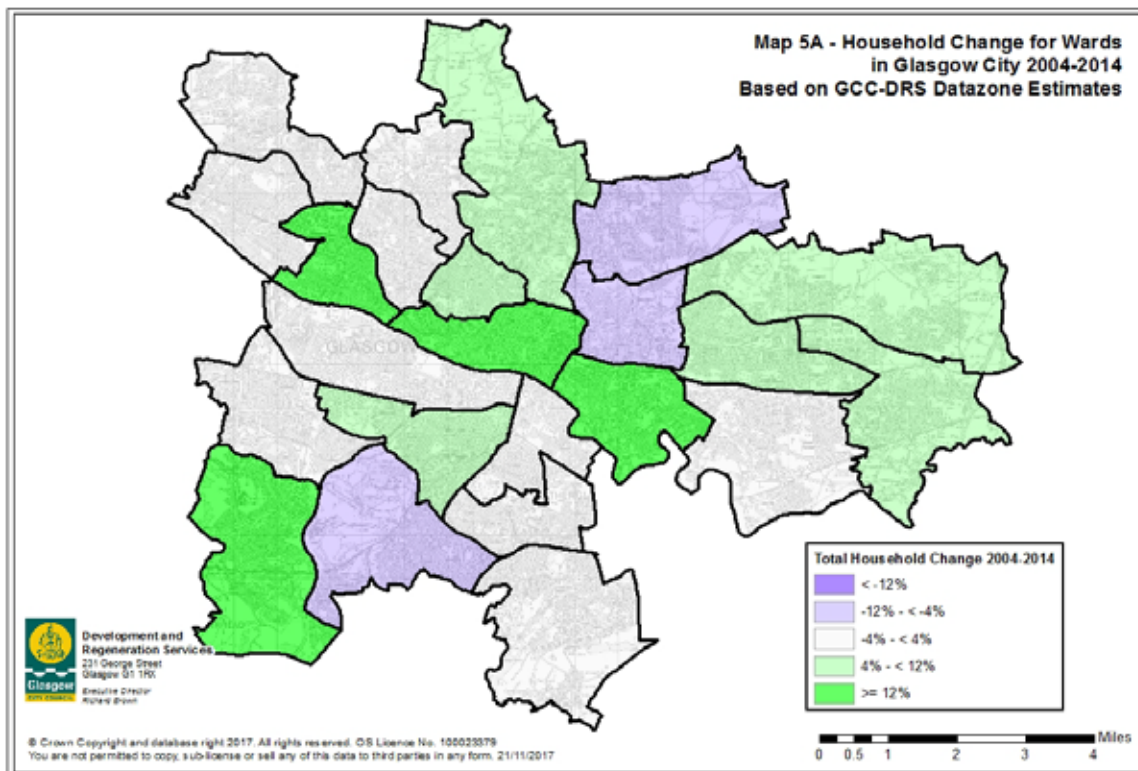 Map 5A - Household Change for Wards
in Glasgow City 2004-2014
Based on GCC-DRS Datazone Estimates
GLASGOW
Total Household Change 2004-2014
< -12%
-12% - < -4%
-4% - < 4%
4% - < 12%
>= 12%
Development and
Regeneration Services
231 George Street
Glasgow G1 1RX
Executive Director
Richard Brown
Glasgow
CITY COUNCIL
© Crown Copyright and database right 2017. All rights reserved. OS Licence No. 100023379
You are not permitted to copy, sub-license or sell any of this data to third parties in any form. 21/11/2017
Miles
0 0.5 1 2 3 4